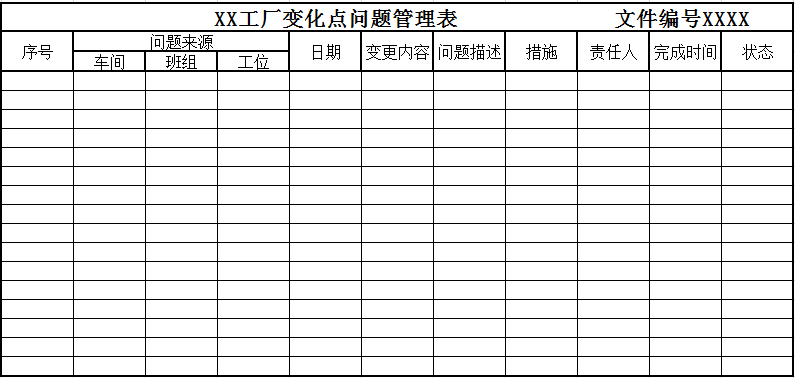 XX工厂变化点问题管理表 文件编号XXXX
序号 问题来源 日期 变更内容 问题描述 措施 责任人 完成时间 状态
车间 班组 工位